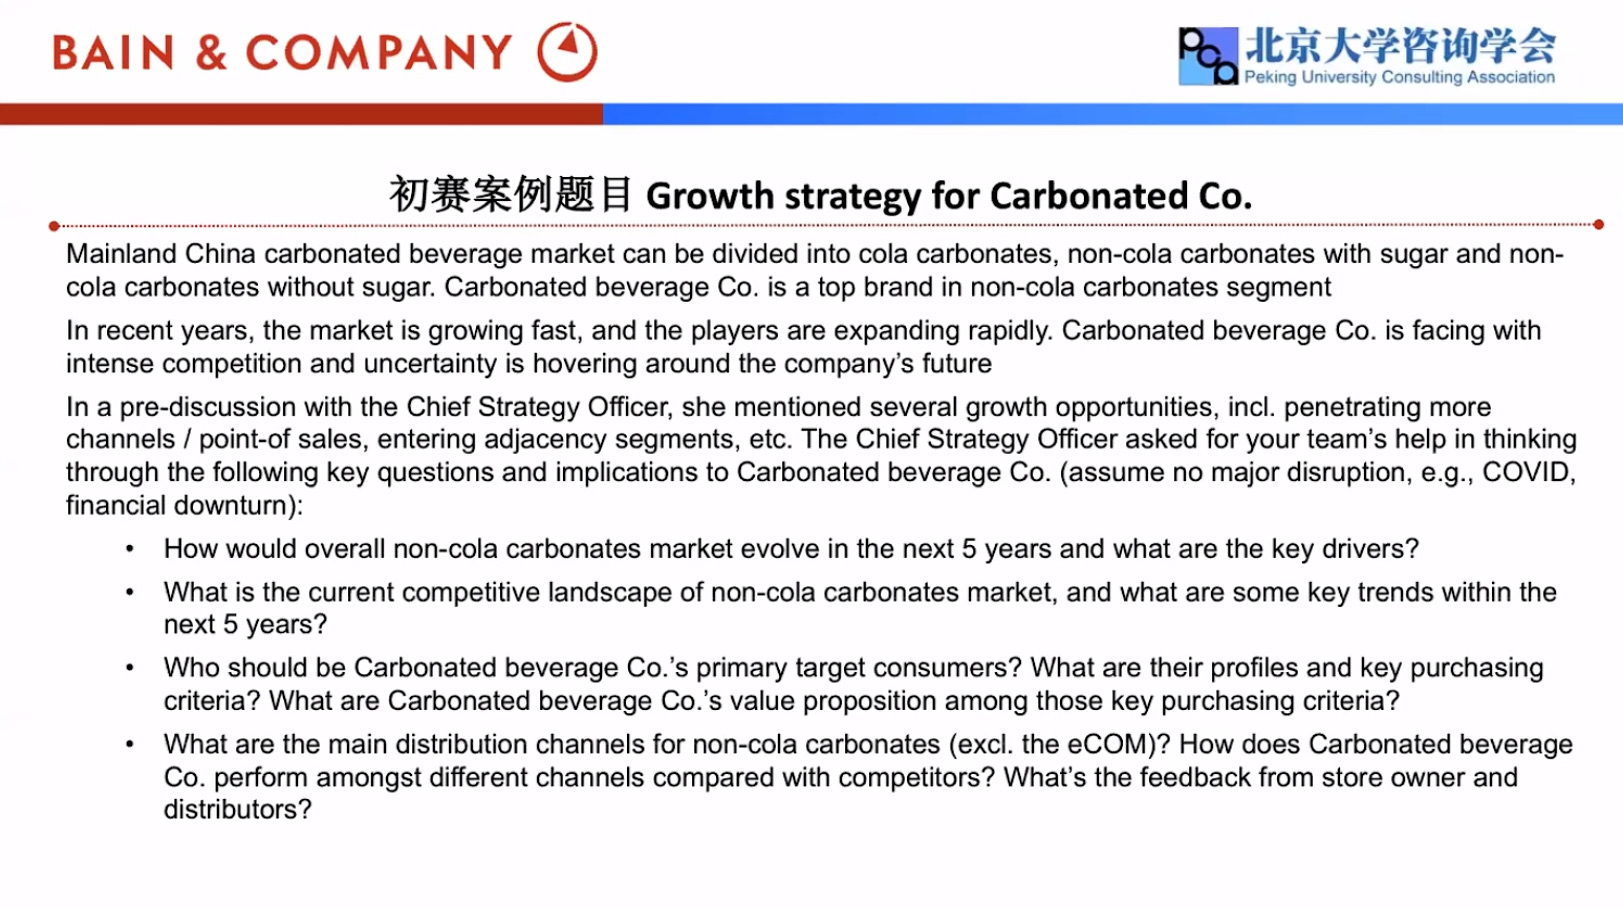 BAIN & COMPANY
PCA
北京大学咨询学会
Peking University Consulting Association
初赛案例题目 Growth strategy for Carbonated Co.
Mainland China carbonated beverage market can be divided into cola carbonates, non-cola carbonates with sugar and non-
cola carbonates without sugar. Carbonated beverage Co. is a top brand in non-cola carbonates segment
In recent years, the market is growing fast, and the players are expanding rapidly. Carbonated beverage Co. is facing with
intense competition and uncertainty is hovering around the company’s future
In a pre-discussion with the Chief Strategy Officer, she mentioned several growth opportunities, incl. penetrating more
channels / point-of sales, entering adjacency segments, etc. The Chief Strategy Officer asked for your team’s help in thinking
through the following key questions and implications to Carbonated beverage Co. (assume no major disruption, e.g., COVID,
financial downturn):
• How would overall non-cola carbonates market evolve in the next 5 years and what are the key drivers?
• What is the current competitive landscape of non-cola carbonates market, and what are some key trends within the
next 5 years?
• Who should be Carbonated beverage Co.’s primary target consumers? What are their profiles and key purchasing
criteria? What are Carbonated beverage Co.’s value proposition among those key purchasing criteria?
• What are the main distribution channels for non-cola carbonates (excl. the eCOM)? How does Carbonated beverage
Co. perform amongst different channels compared with competitors? What’s the feedback from store owner and
distributors?